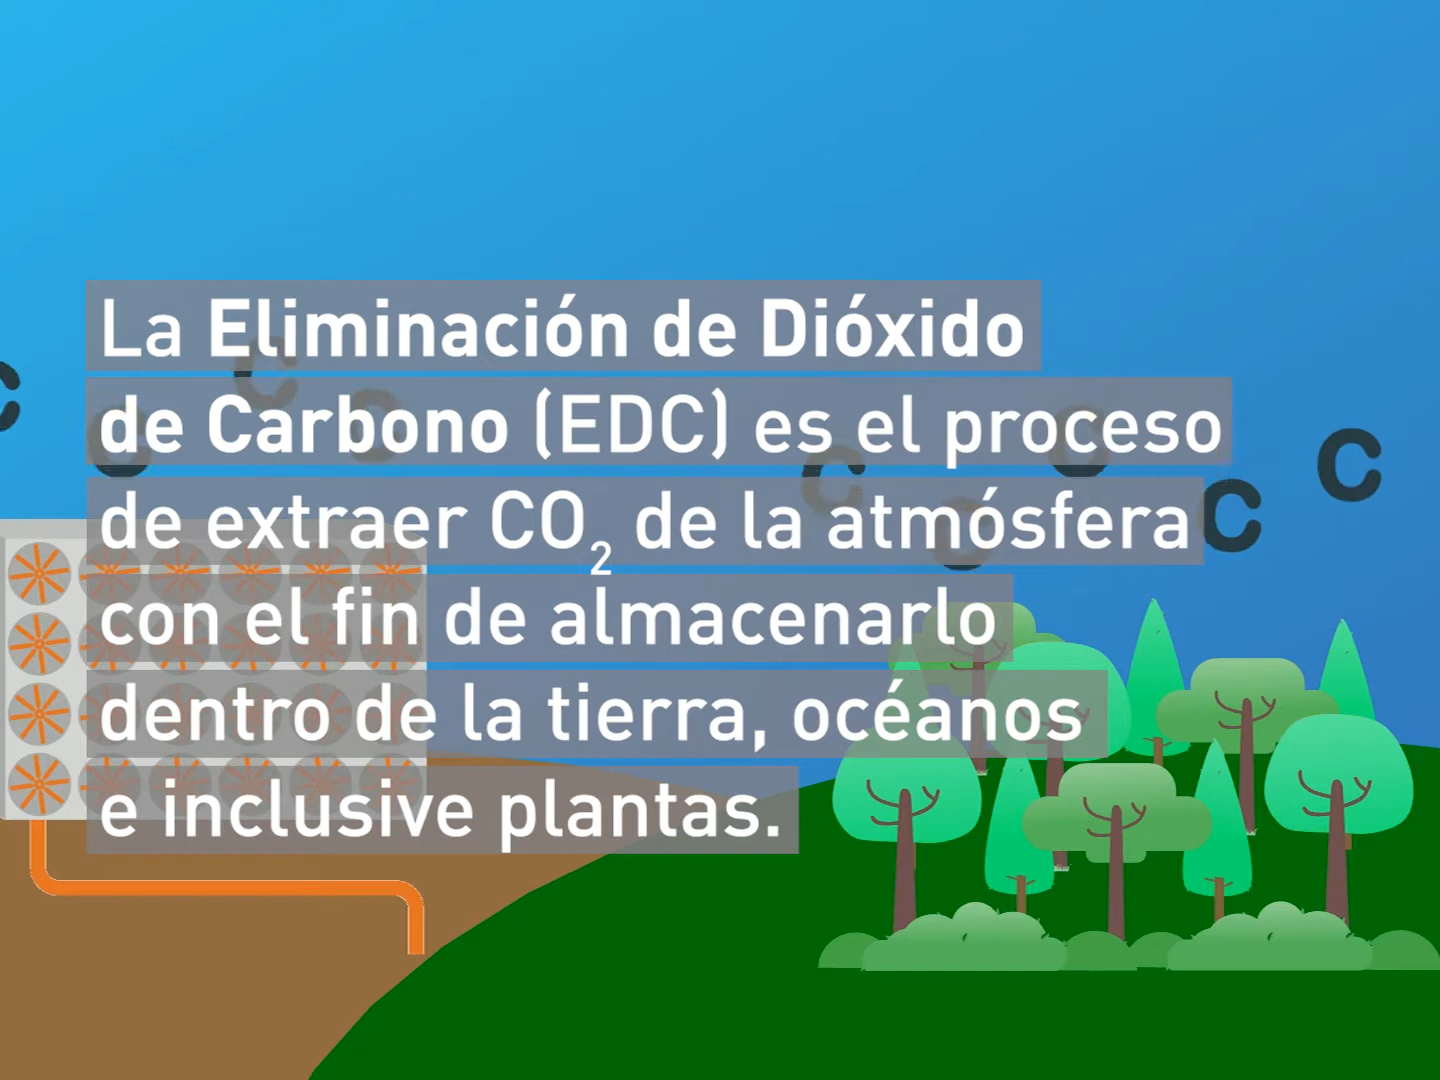 La Eliminación de Dióxido
de Carbono (EDC) es el proceso
de extraer CO₂ de la atmósfera
con el fin de almacenarlo
dentro de la tierra, océanos
e inclusive plantas.
C C C C C C C C C C